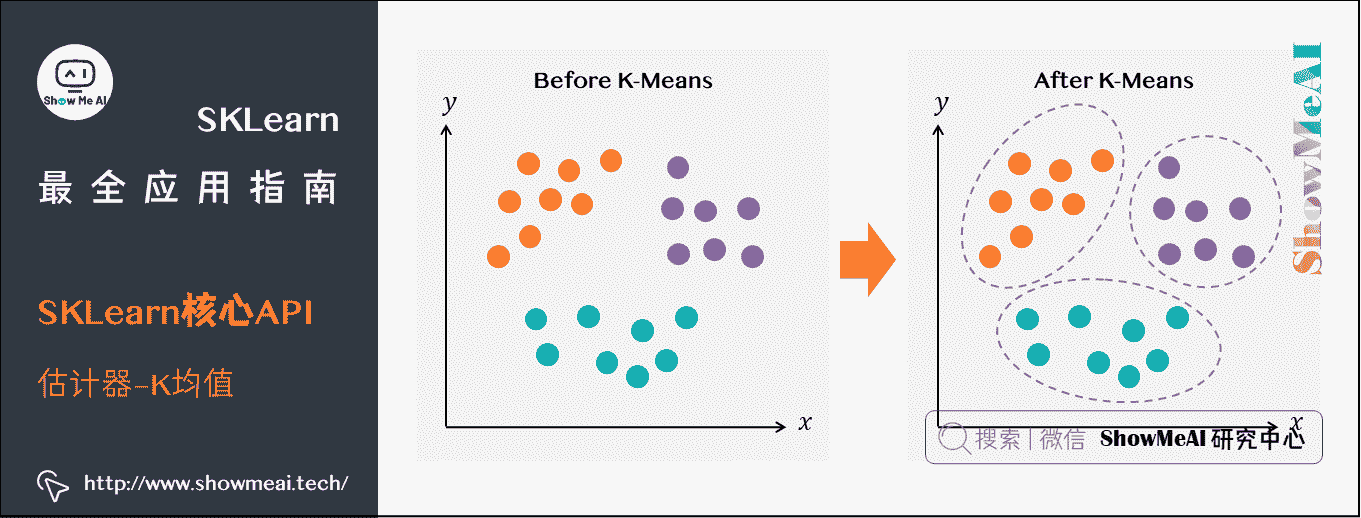 Show Me AI
SKLearn
最全应用指南
SKLearn核心API
估计器-K均值
http://www.showmeai.tech/
Before K-Means
y
x
After K-Means
y
x
ShowMeAI
搜索 | 微信 ShowMeAI 研究中心